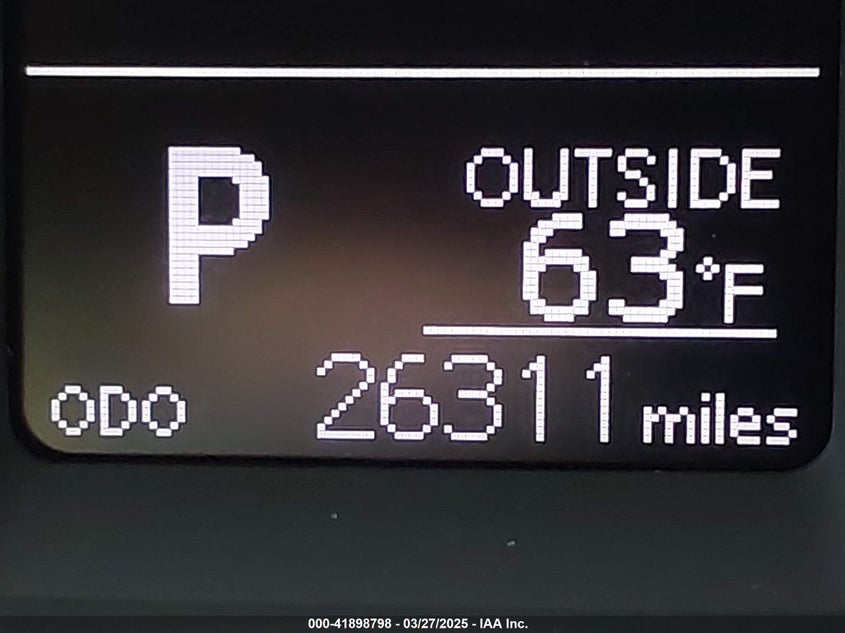 P
OUTSIDE
63°F
ODO 26311 miles
000-41898798 - 03/27/2025 - IAA Inc.